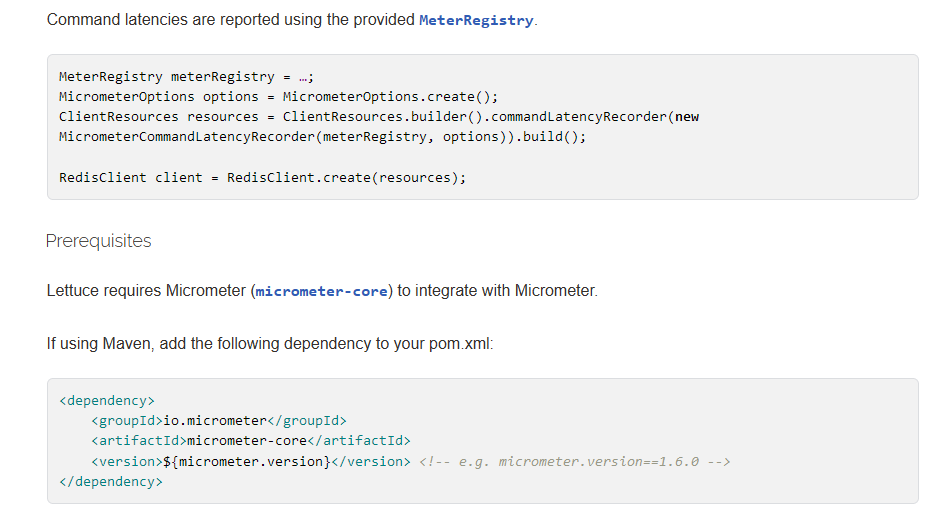 Command latencies are reported using the provided MeterRegistry.
MeterRegistry meterRegistry = …;
MicrometerOptions options = MicrometerOptions.create();
ClientResources resources = ClientResources.builder().commandLatencyRecorder(new
MicrometerCommandLatencyRecorder(meterRegistry, options)).build();
RedisClient client = RedisClient.create(resources);
Prerequisites
Lettuce requires Micrometer (micrometer-core) to integrate with Micrometer.
If using Maven, add the following dependency to your pom.xml:
<dependency>
    <groupId>io.micrometer</groupId>
    <artifactId>micrometer-core</artifactId>
    <version>${micrometer.version}</version> <!-- e.g. micrometer.version==1.6.0 -->
</dependency>